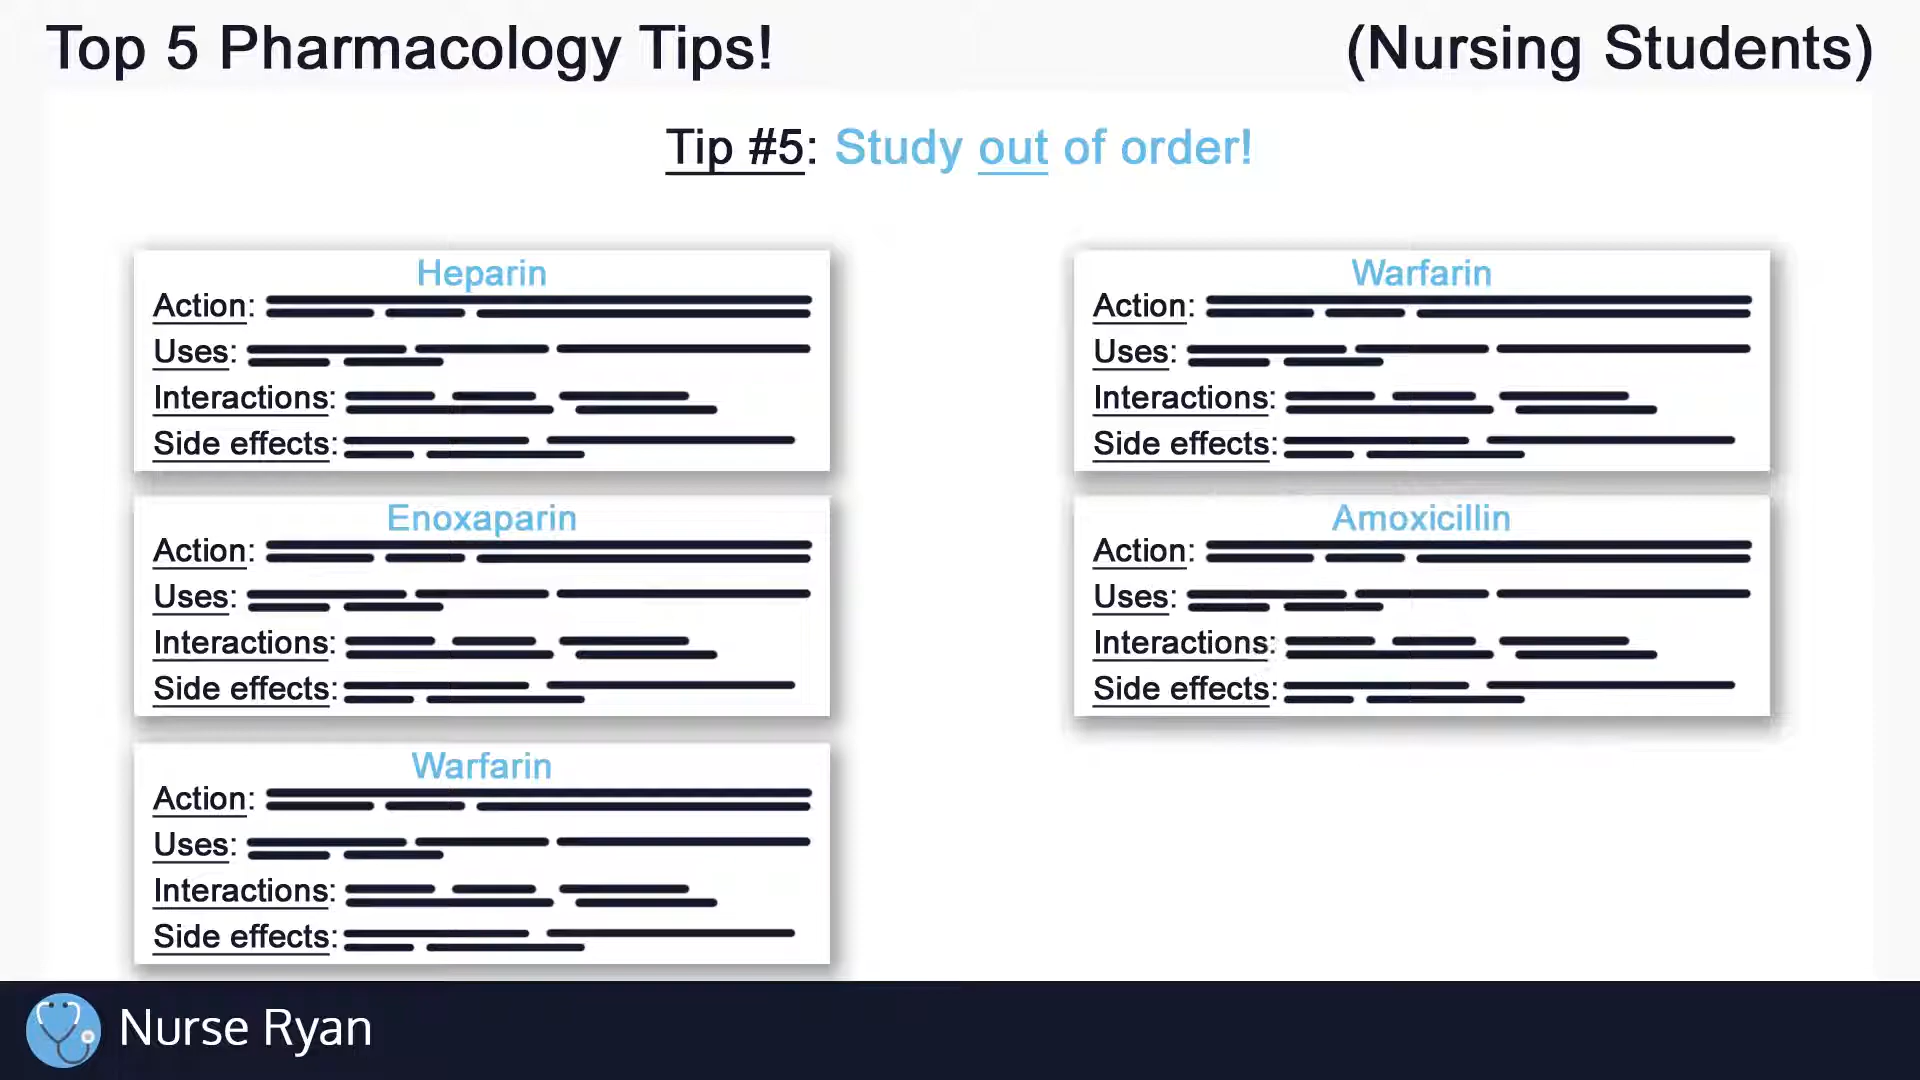 Top 5 Pharmacology Tips!
(Nursing Students)
Tip #5: Study out of order!
Heparin
Action:
Uses:
Interactions:
Side effects:
Enoxaparin
Action:
Uses:
Interactions:
Side effects:
Warfarin
Action:
Uses:
Interactions:
Side effects:
Warfarin
Action:
Uses:
Interactions:
Side effects:
Amoxicillin
Action:
Uses:
Interactions:
Side effects:
Nurse Ryan